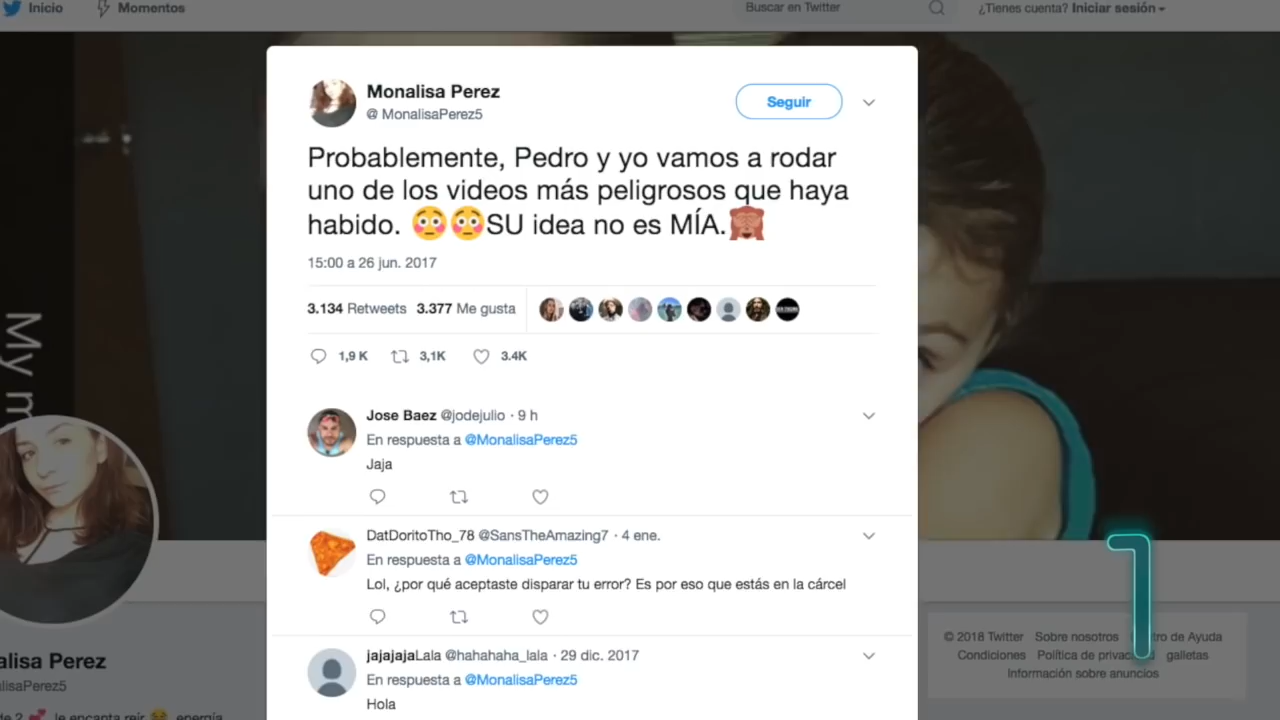 Inicio
Momentos
Buscar en Twitter
¿Tienes cuenta? Iniciar sesión
Monalisa Perez
@ MonalisaPerez5
Seguir
Probablemente, Pedro y yo vamos a rodar
uno de los videos más peligrosos que haya
habido. 😳😳SU idea no es MÍA.🙈
15:00 a 26 jun. 2017
3.134 Retweets 3.377 Me gusta
1,9 K 3,1K 3.4K
My
Jose Baez @jodejulio · 9 h
En respuesta a @MonalisaPerez5
Jaja
DatDoritoTho_78 @SansTheAmazing7 · 4 ene.
En respuesta a @MonalisaPerez5
Lol, ¿por qué aceptaste disparar tu error? Es por eso que estás en la cárcel
jajajajaLala @hahahaha_lala · 29 dic. 2017
En respuesta a @MonalisaPerez5
Hola
alisa Perez
alisaPerez5
de 2 💕 le encanta reír 😂 energía
1
© 2018 Twitter Sobre nosotros de Ayuda
Condiciones Política de galletas
Información sobre anuncios